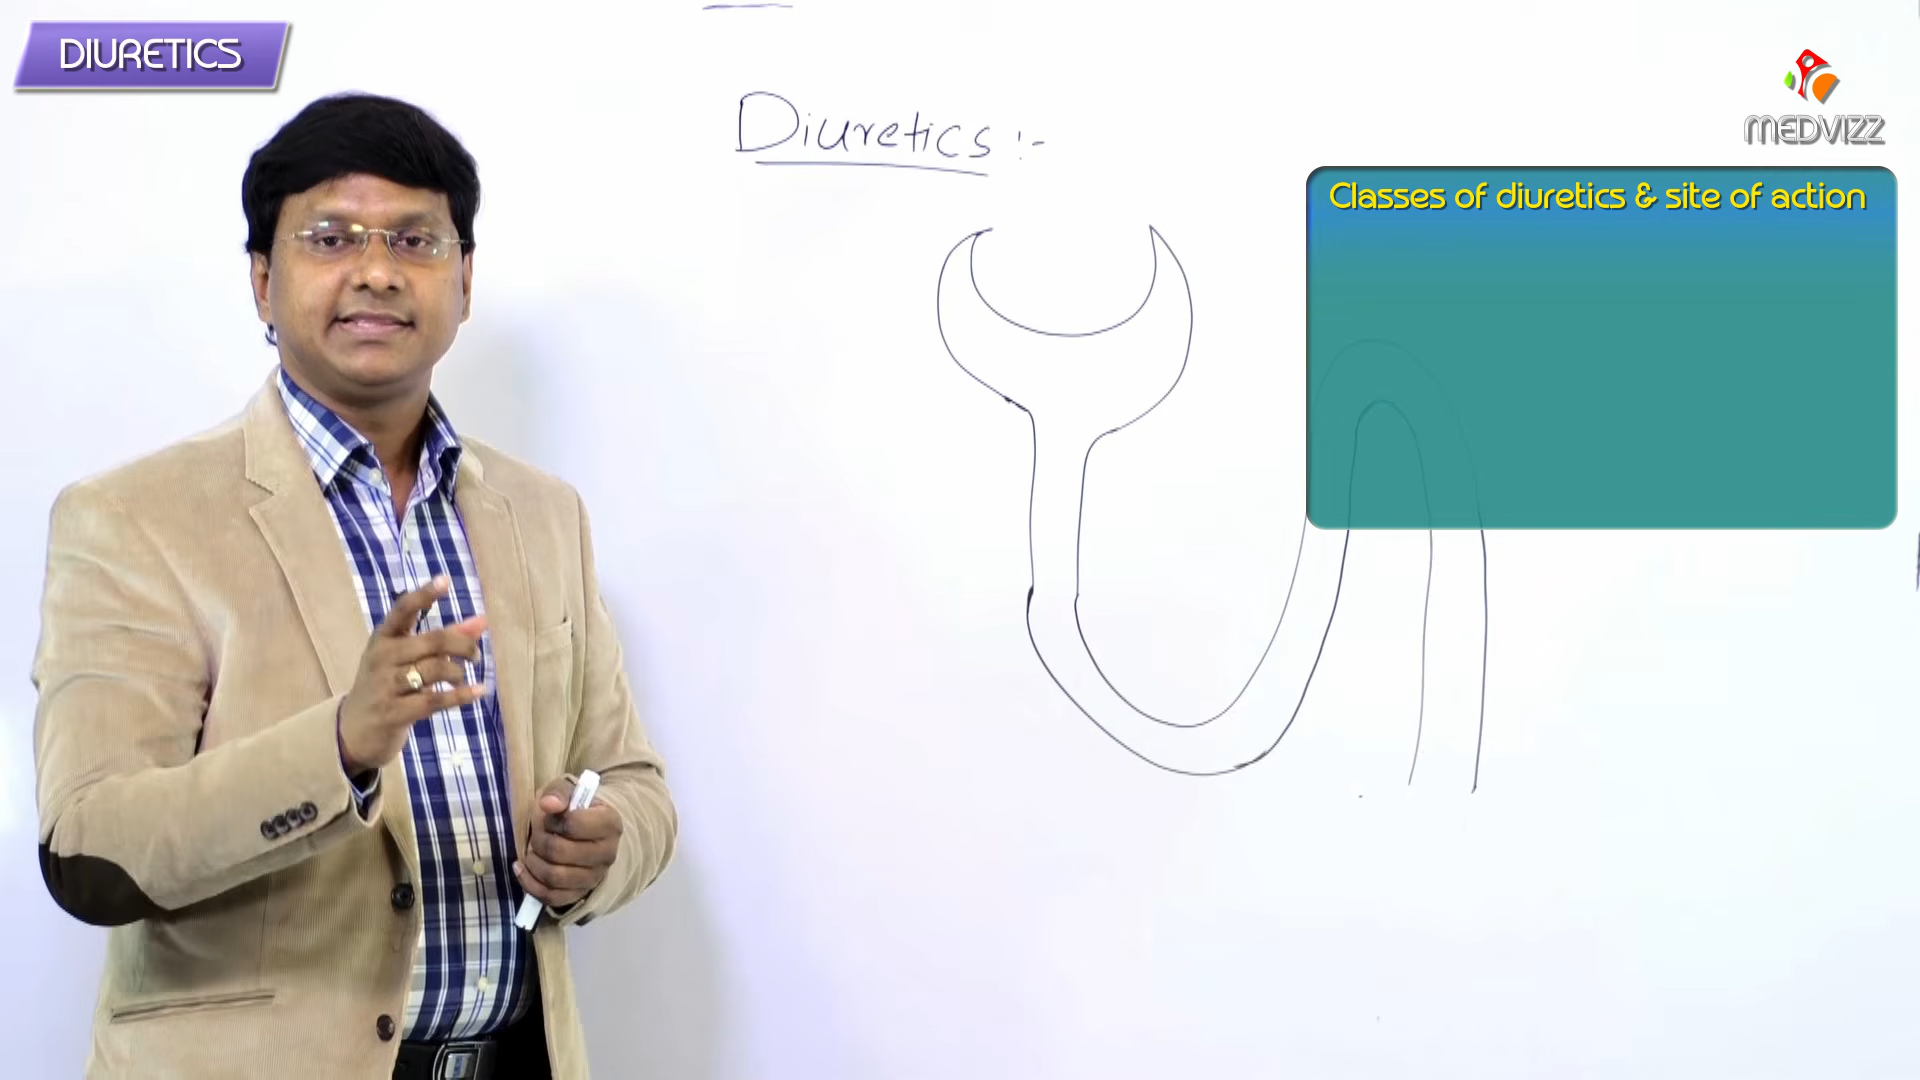 DIURETICS
Diuretics :-
MEDVIZZ
Classes of diuretics & site of action